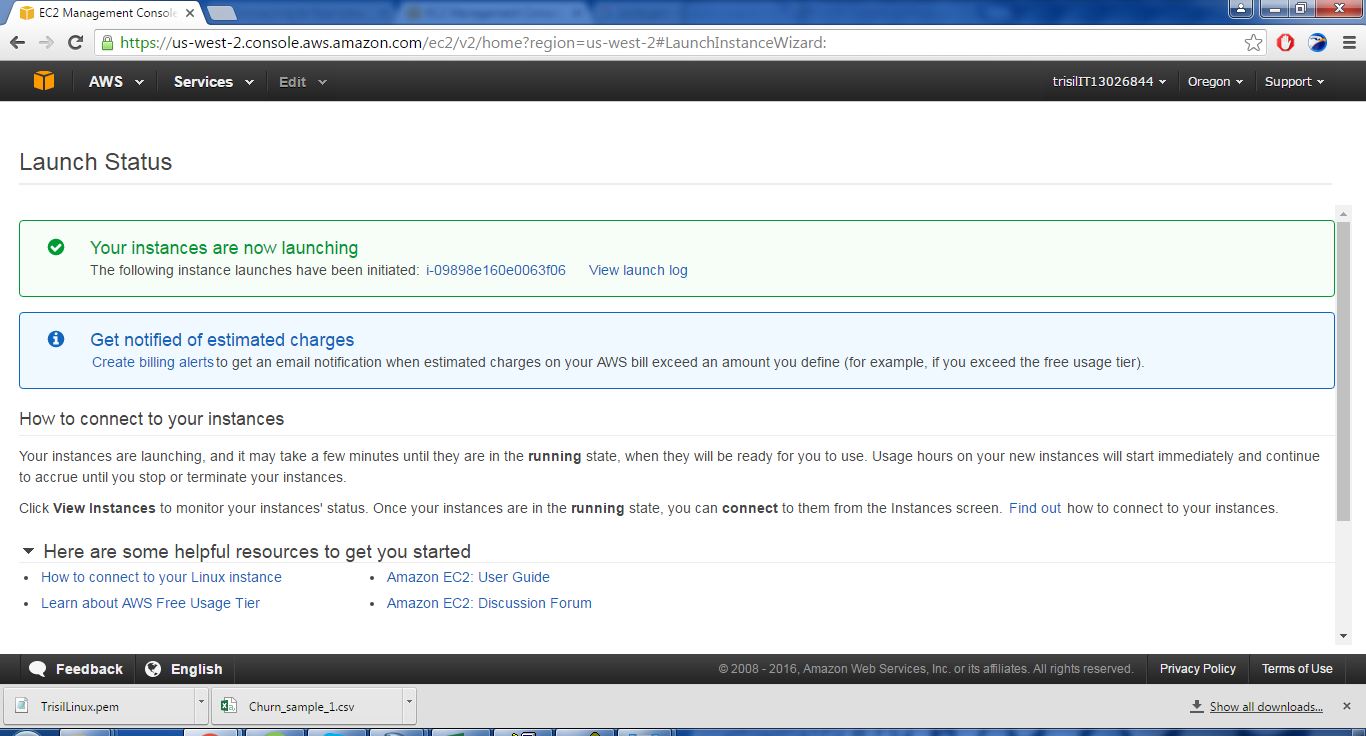 EC2 Management Console
https://us-west-2.console.aws.amazon.com/ec2/v2/home?region=us-west-2#LaunchInstanceWizard:
AWS Services Edit trisilIT13026844 Oregon Support
Launch Status
Your instances are now launching
The following instance launches have been initiated: i-09898e160e0063f06 View launch log
Get notified of estimated charges
Create billing alerts to get an email notification when estimated charges on your AWS bill exceed an amount you define (for example, if you exceed the free usage tier).
How to connect to your instances
Your instances are launching, and it may take a few minutes until they are in the running state, when they will be ready for you to use. Usage hours on your new instances will start immediately and continue
to accrue until you stop or terminate your instances.
Click View Instances to monitor your instances' status. Once your instances are in the running state, you can connect to them from the Instances screen. Find out how to connect to your instances.
Here are some helpful resources to get you started
• How to connect to your Linux instance • Amazon EC2: User Guide
• Learn about AWS Free Usage Tier • Amazon EC2: Discussion Forum
Feedback English © 2008 - 2016, Amazon Web Services, Inc. or its affiliates. All rights reserved. Privacy Policy Terms of Use
TrisilLinux.pem Churn_sample_1.csv Show all downloads...